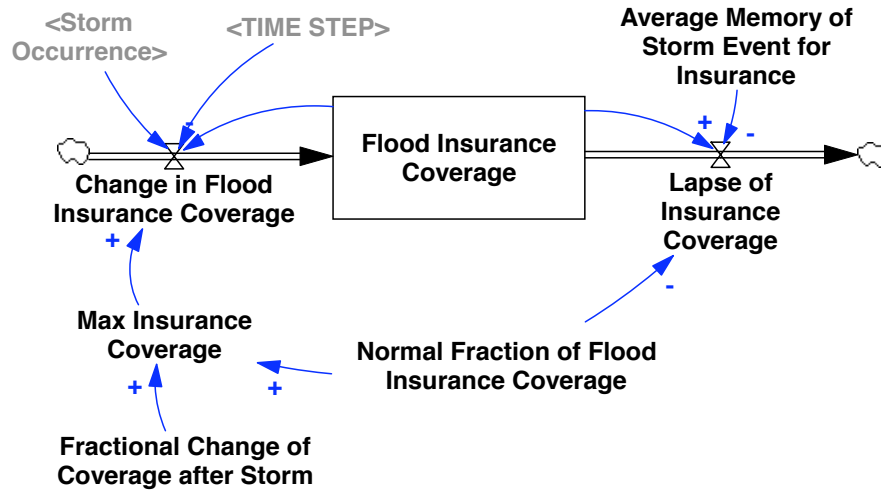 <Storm
Occurrence>
<TIME STEP>
Average Memory of
Storm Event for
Insurance
-
+
-
Flood Insurance
Coverage
Change in Flood
Insurance Coverage
Lapse of
Insurance
Coverage
+
-
Max Insurance
Coverage
Normal Fraction of Flood
Insurance Coverage
+
+
Fractional Change of
Coverage after Storm